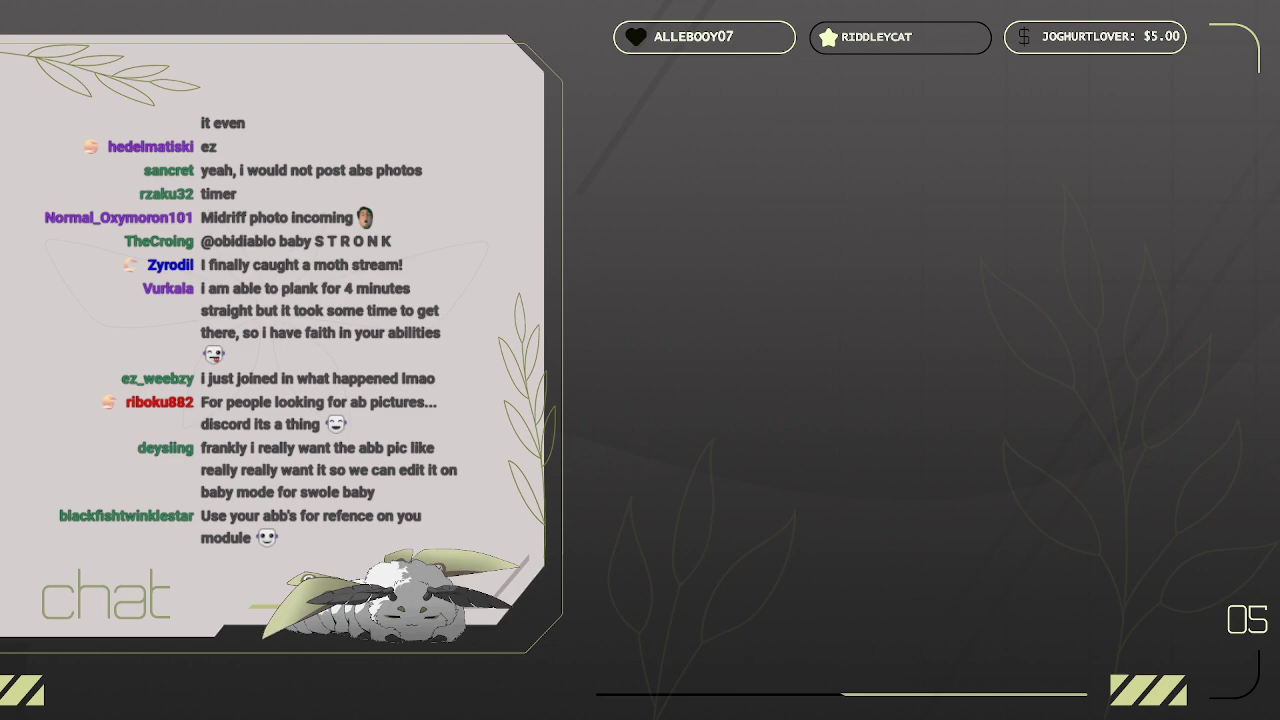 ALLEBOOY07
RIDDLEYCAT
$ JOGHURTLOVER: $5.00
it even
hedelmatiski ez
sancret yeah, i would not post abs photos
rzaku32 timer
Normal_Oxymoron101 Midriff photo incoming
TheCroing @obidiablo baby S T R O N K
Zyrodil I finally caught a moth stream!
Vurkala i am able to plank for 4 minutes
straight but it took some time to get
there, so i have faith in your abilities
ez_weebzy i just joined in what happened lmao
riboku882 For people looking for ab pictures...
discord its a thing
deysiing frankly i really want the abb pic like
really really want it so we can edit it on
baby mode for swole baby
blackfishtwinklestar Use your abb's for refence on you
module
chat
05